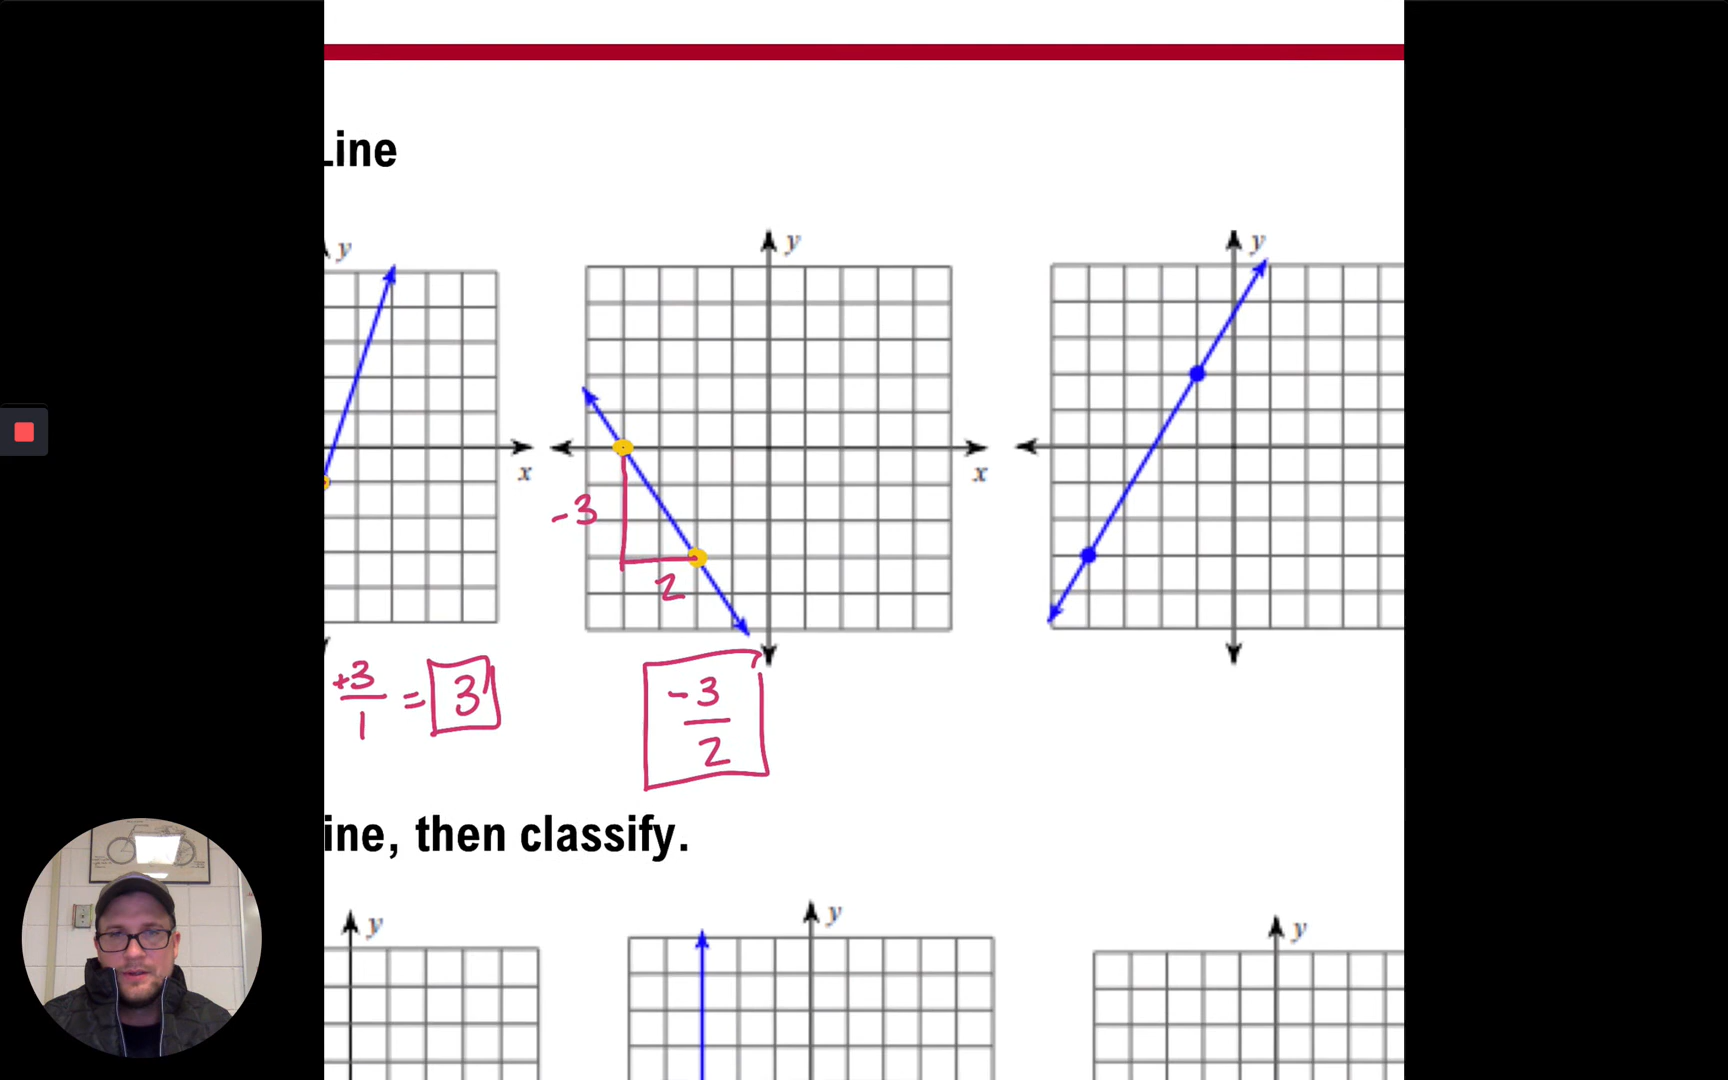 Line
y
y
y
x
x
-3
2
+3/1 = 3
-3/2
ine, then classify.
y
y
y